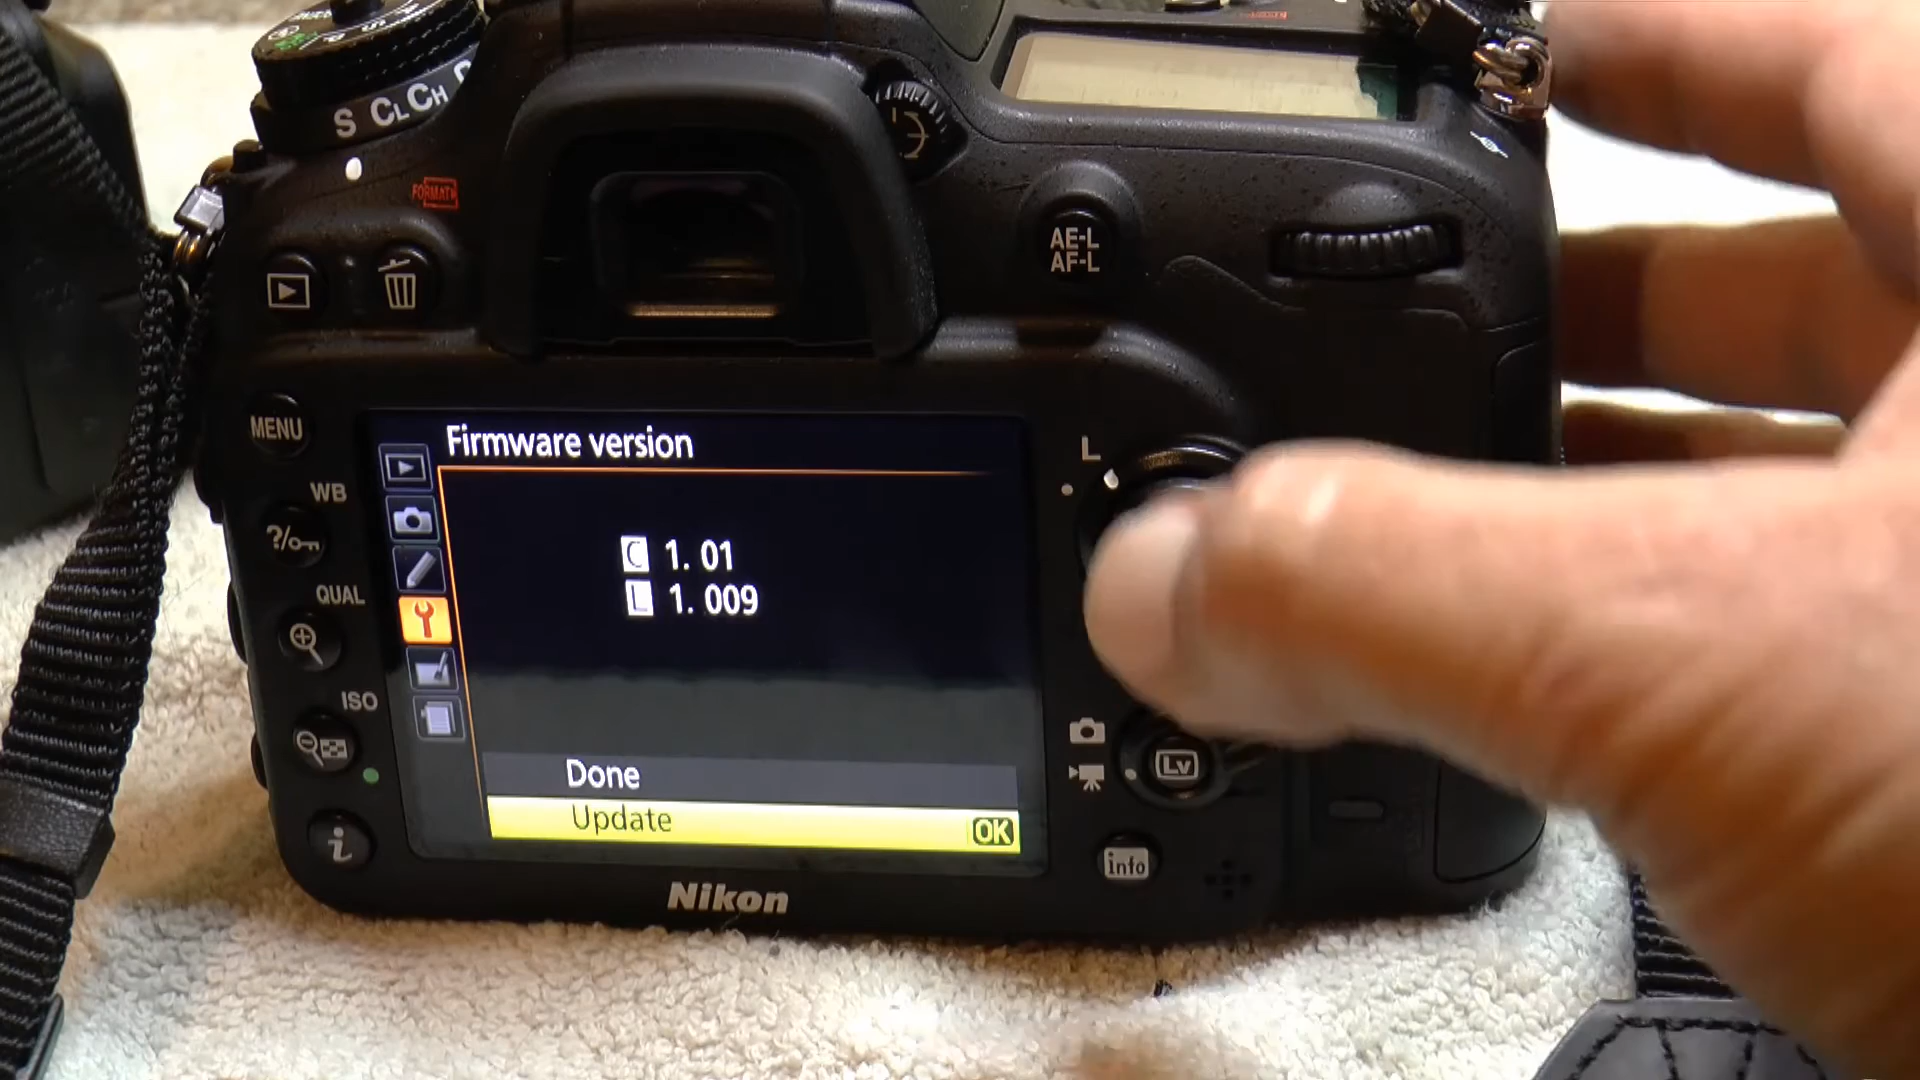 S CL CH
FORMAT
AE-L
AF-L
MENU
Firmware version
L
WB
C 1. 01
?/
L 1. 009
QUAL
ISO
Done
Lv
Update OK
i
info
Nikon